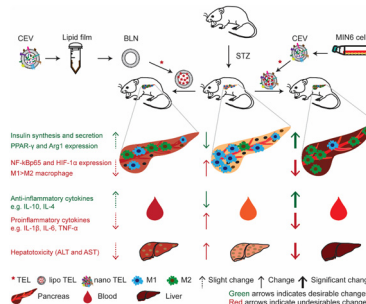 CEV
Lipid film
BLN
STZ
CEV
MIN6 cell
Insulin synthesis and secretion
PPAR-γ and Arg1 expression
NF-kBp65 and HIF-1α expression
M1>M2 macrophage
Anti-inflammatory cytokines
e.g. IL-10, IL-4
Proinflammatory cytokines
e.g. IL-1β, IL-6, TNF-α
Hepatotoxicity (ALT and AST)
* TEL lipo TEL nano TEL M1 M2 Slight change Change Significant chang
Pancreas Blood Liver Green arrows indicates desirable change
Red arrows indicate undesirables change